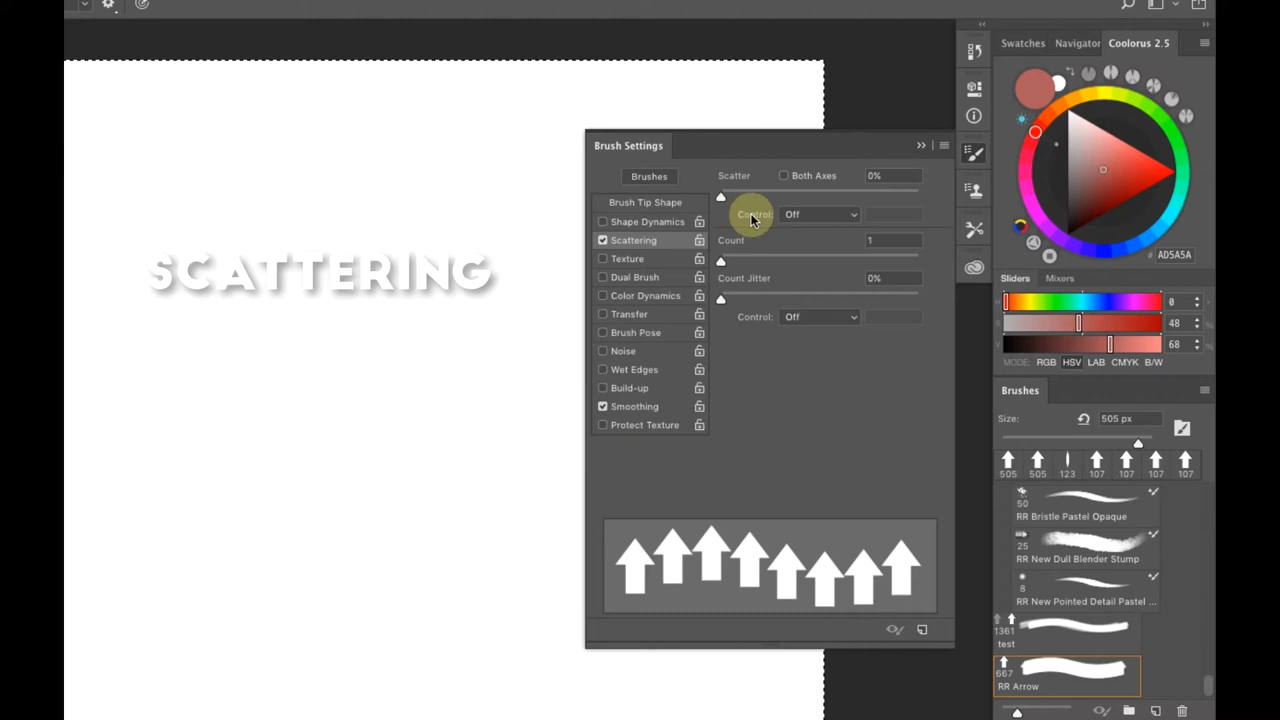 Swatches Navigator Coolorus 2.5
Brush Settings
Brushes
Scatter Both Axes 0%
Brush Tip Shape
Control: Off
Shape Dynamics
Scattering
Count 1
Texture
Dual Brush
Count Jitter 0%
Color Dynamics
Transfer
Control: Off
Brush Pose
Noise
Wet Edges
Build-up
Smoothing
Protect Texture
SCATTERING
# AD5A5A
Sliders Mixers
H 0 °
S 48 %
V 68 %
MODE: RGB HSV LAB CMYK B/W
Brushes
Size: 505 px
505 505 123 107 107 107 107
50
RR Bristle Pastel Opaque
25
RR New Dull Blender Stump
8
RR New Pointed Detail Pastel ...
1361
test
667
RR Arrow